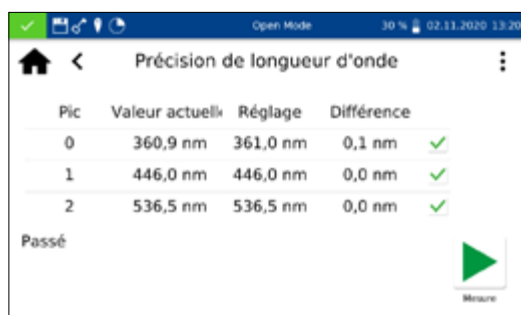 Open Mode 30 % 02.11.2020 13:20
Précision de longueur d'onde
Pic Valeur actuelle Réglage Différence
0 360,9 nm 361,0 nm 0,1 nm
1 446,0 nm 446,0 nm 0,0 nm
2 536,5 nm 536,5 nm 0,0 nm
Passé
Mesure